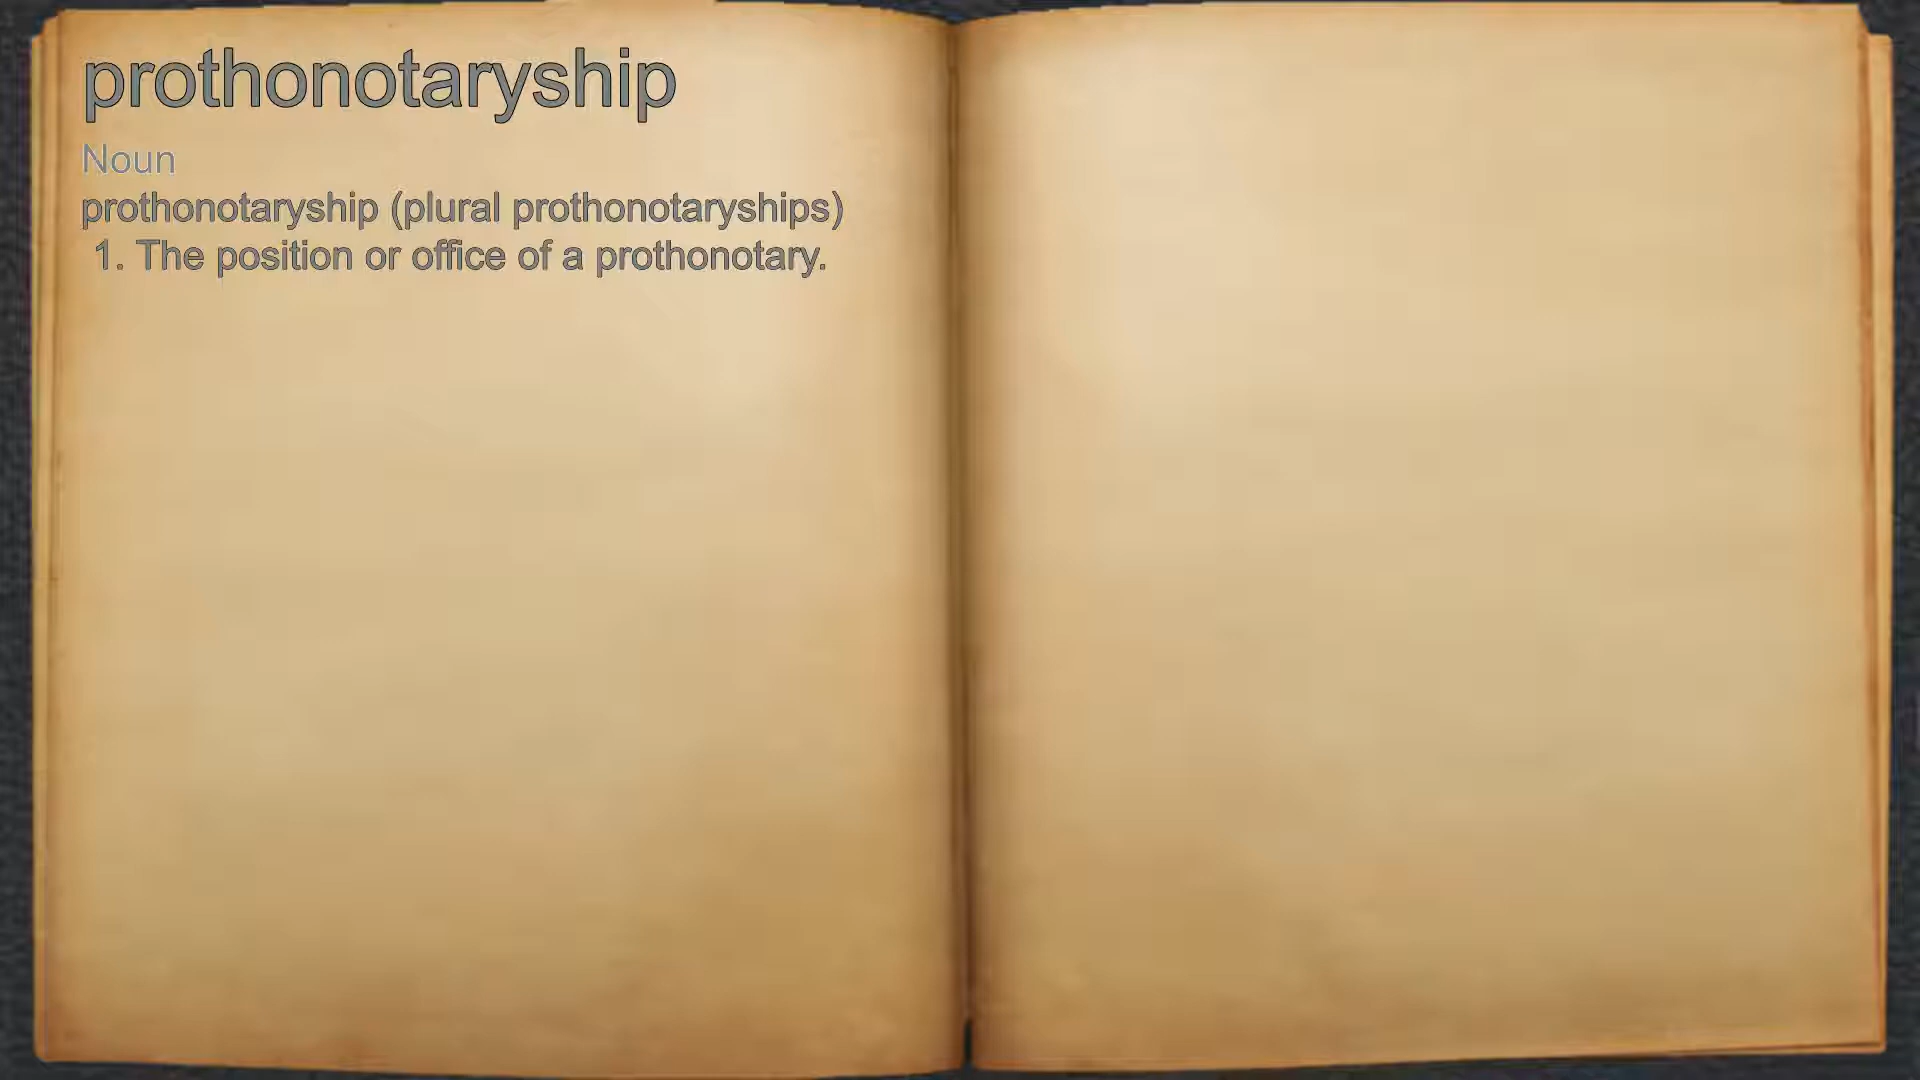 prothonotaryship
Noun
prothonotaryship (plural prothonotaryships)
1. The position or office of a prothonotary.